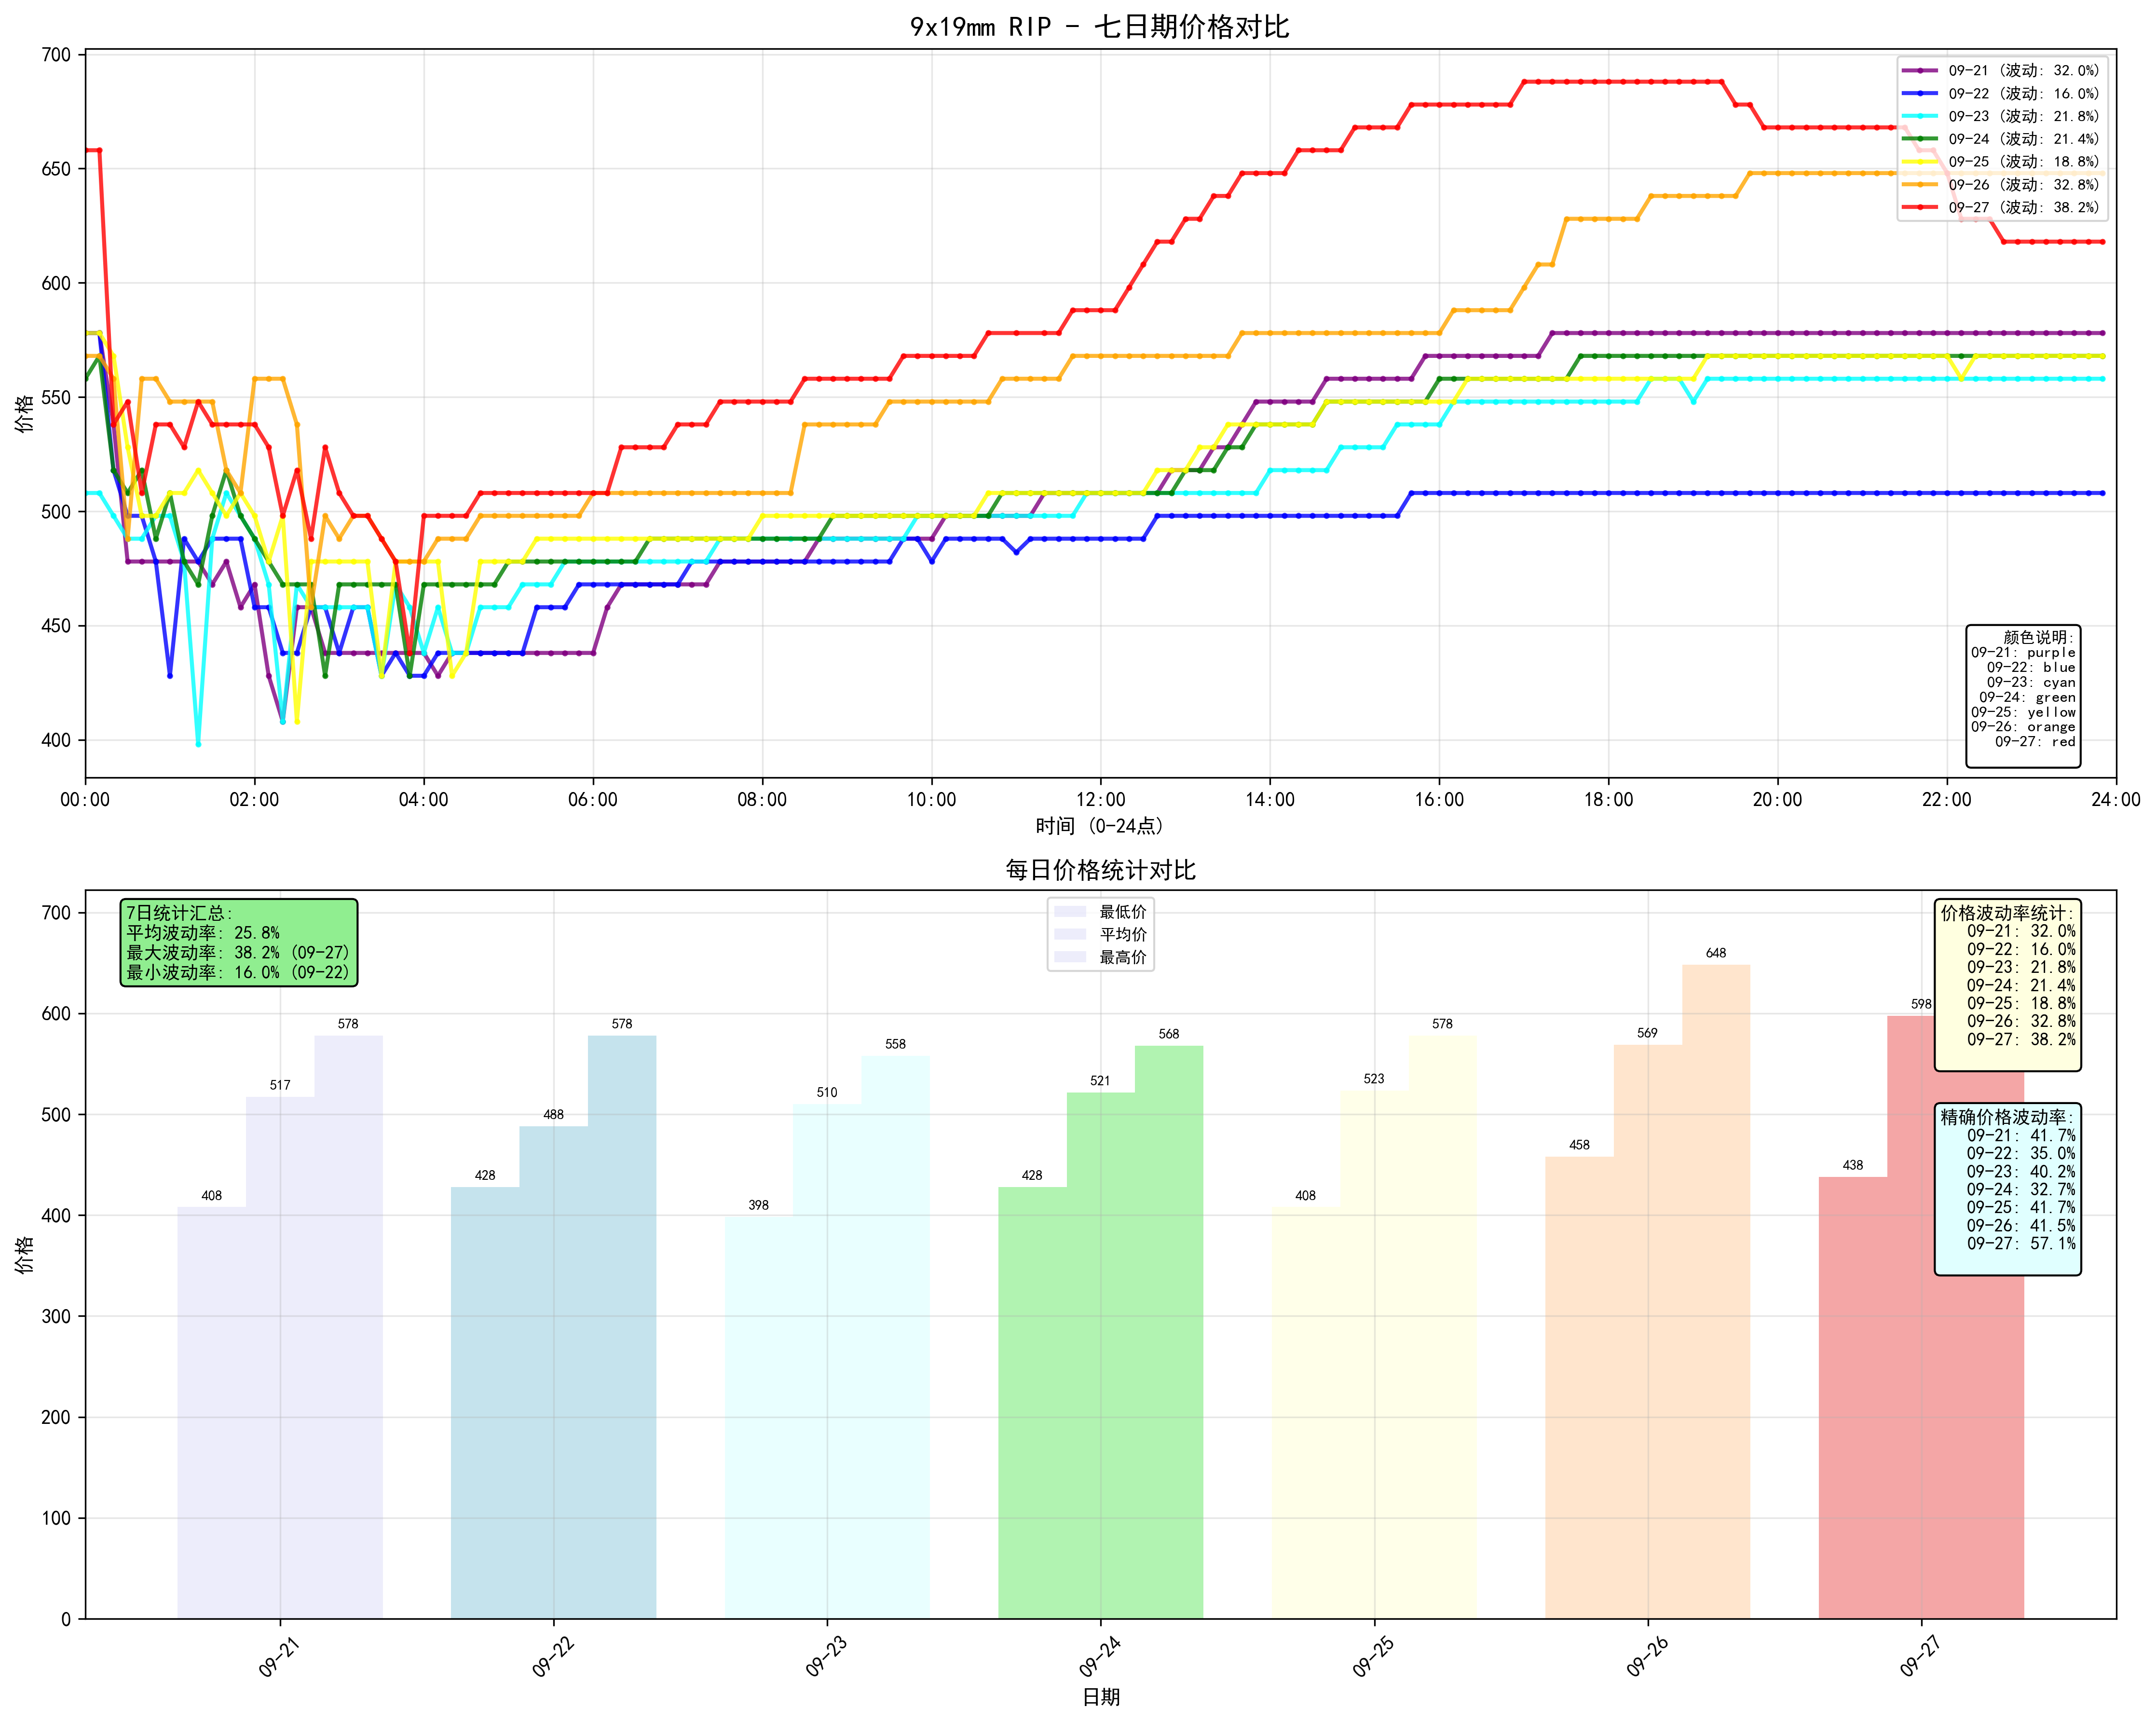 9x19mm RIP - 七日期价格对比
700
650
600
550
500
450
400
价格
09-21 (波动: 32.0%)
09-22 (波动: 16.0%)
09-23 (波动: 21.8%)
09-24 (波动: 21.4%)
09-25 (波动: 18.8%)
09-26 (波动: 32.8%)
09-27 (波动: 38.2%)
颜色说明:
09-21: purple
09-22: blue
09-23: cyan
09-24: green
09-25: yellow
09-26: orange
09-27: red
00:00 02:00 04:00 06:00 08:00 10:00 12:00 14:00 16:00 18:00 20:00 22:00 24:00
时间 (0-24点)
每日价格统计对比
700
600
500
400
300
200
100
0
价格
7日统计汇总:
平均波动率: 25.8%
最大波动率: 38.2% (09-27)
最小波动率: 16.0% (09-22)
最低价
平均价
最高价
价格波动率统计:
09-21: 32.0%
09-22: 16.0%
09-23: 21.8%
09-24: 21.4%
09-25: 18.8%
09-26: 32.8%
09-27: 38.2%
精确价格波动率:
09-21: 41.7%
09-22: 35.0%
09-23: 40.2%
09-24: 32.7%
09-25: 41.7%
09-26: 41.5%
09-27: 57.1%
408 517 578
428 488 578
398 510 558
428 521 568
408 523 578
458 569 648
438 598
09-21 09-22 09-23 09-24 09-25 09-26 09-27
日期